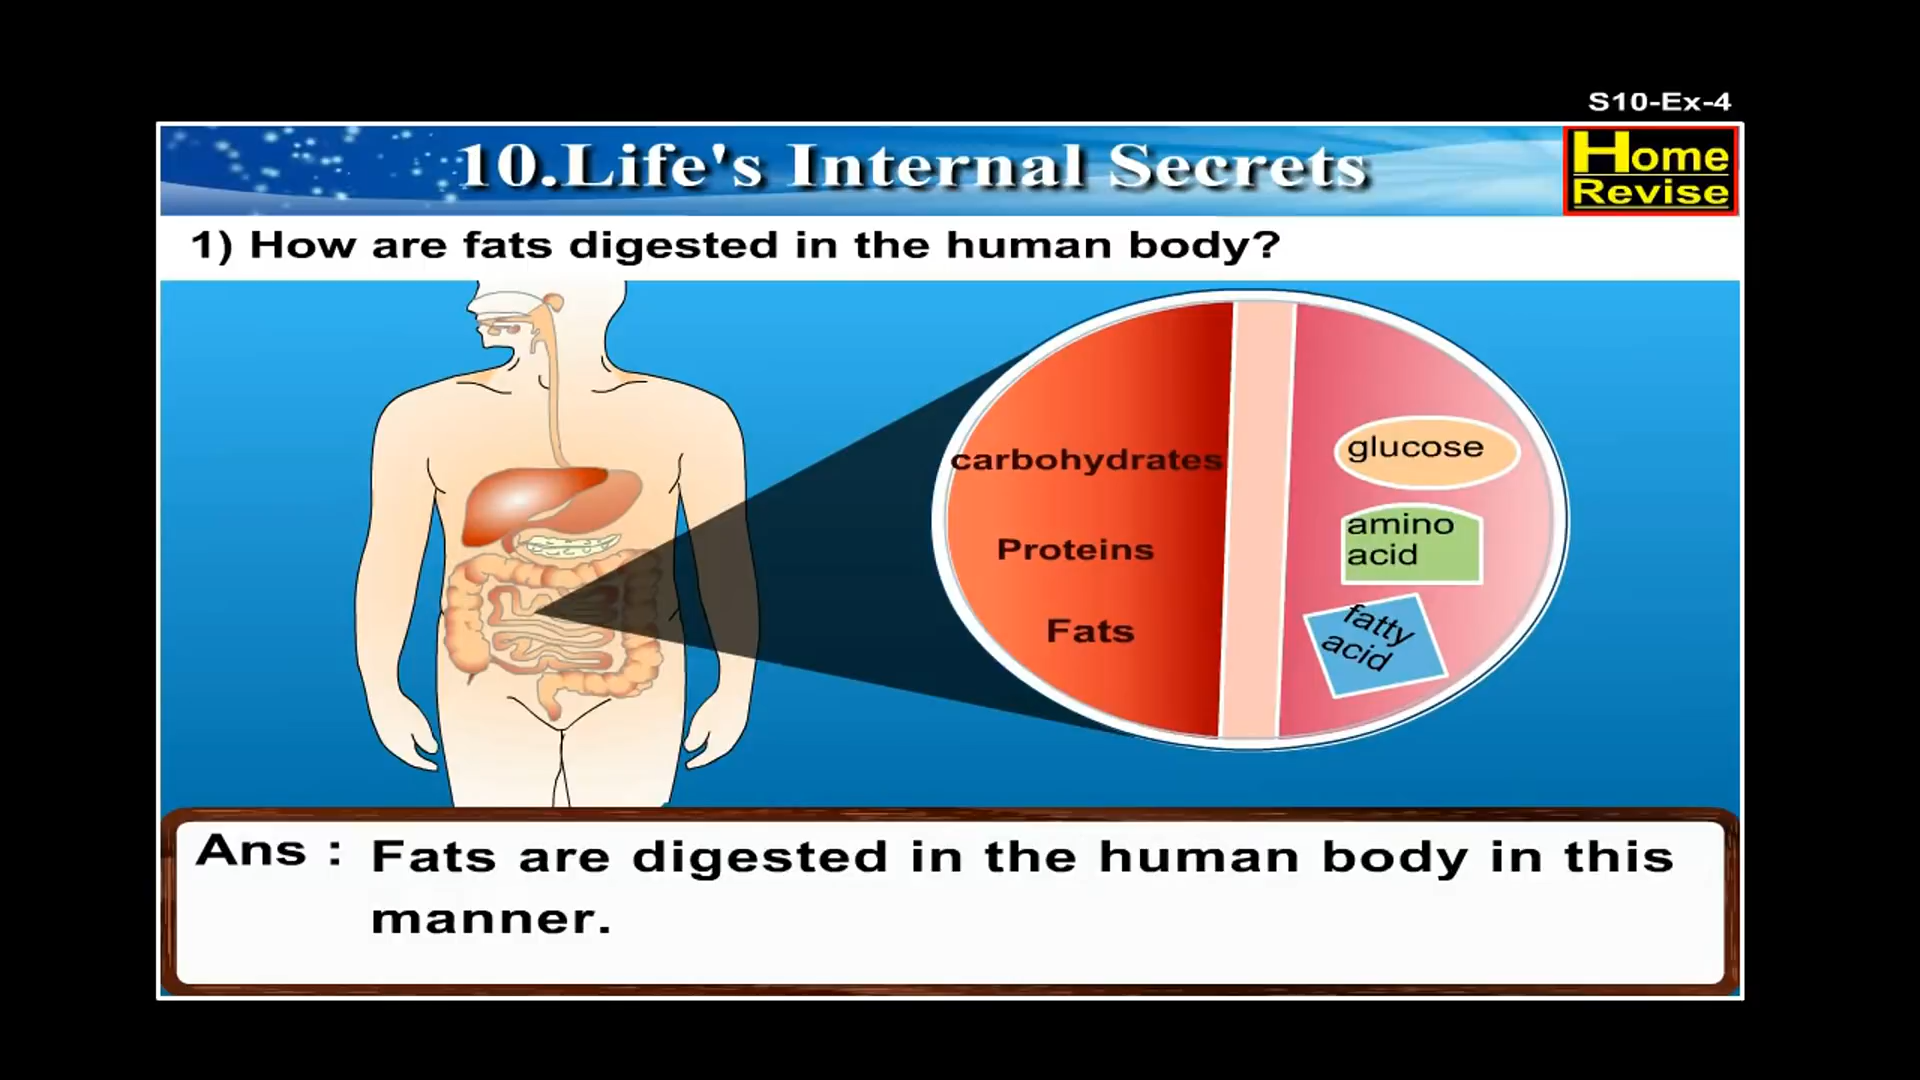 S10-Ex-4
10.Life's Internal Secrets
Home
Revise
1) How are fats digested in the human body?
carbohydrates
glucose
Proteins
amino
acid
Fats
fatty
acid
Ans : Fats are digested in the human body in this
manner.